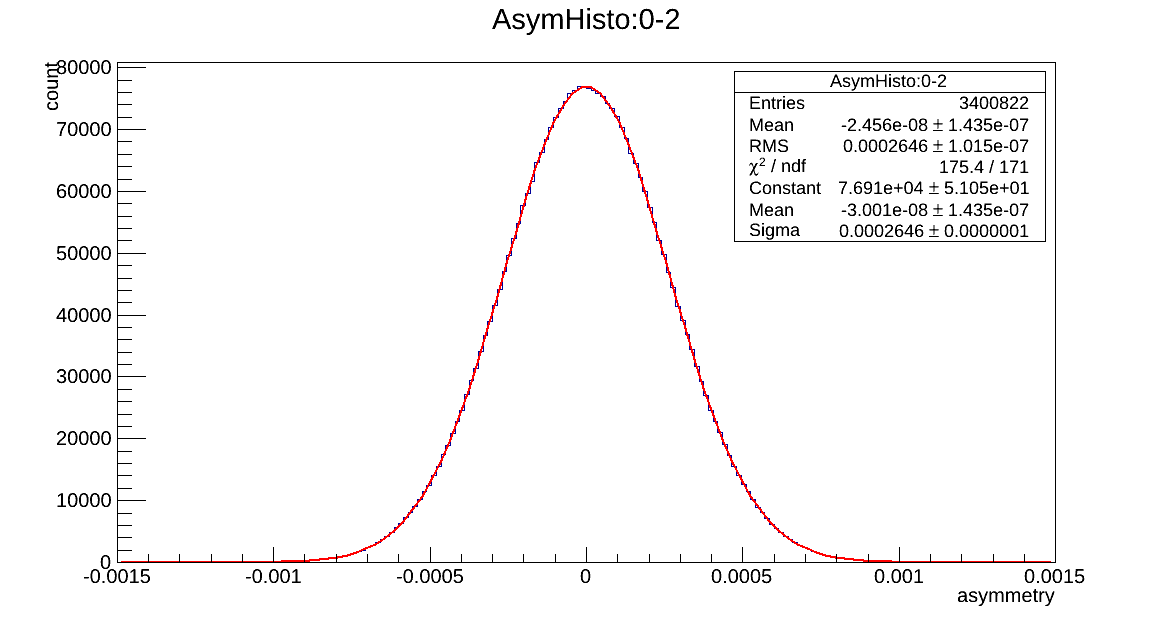 AsymHisto:0-2
count
80000
70000
60000
50000
40000
30000
20000
10000
0
-0.0015 -0.001 -0.0005 0 0.0005 0.001 0.0015
asymmetry
AsymHisto:0-2
Entries 3400822
Mean -2.456e-08 ± 1.435e-07
RMS 0.0002646 ± 1.015e-07
χ² / ndf 175.4 / 171
Constant 7.691e+04 ± 5.105e+01
Mean -3.001e-08 ± 1.435e-07
Sigma 0.0002646 ± 0.0000001